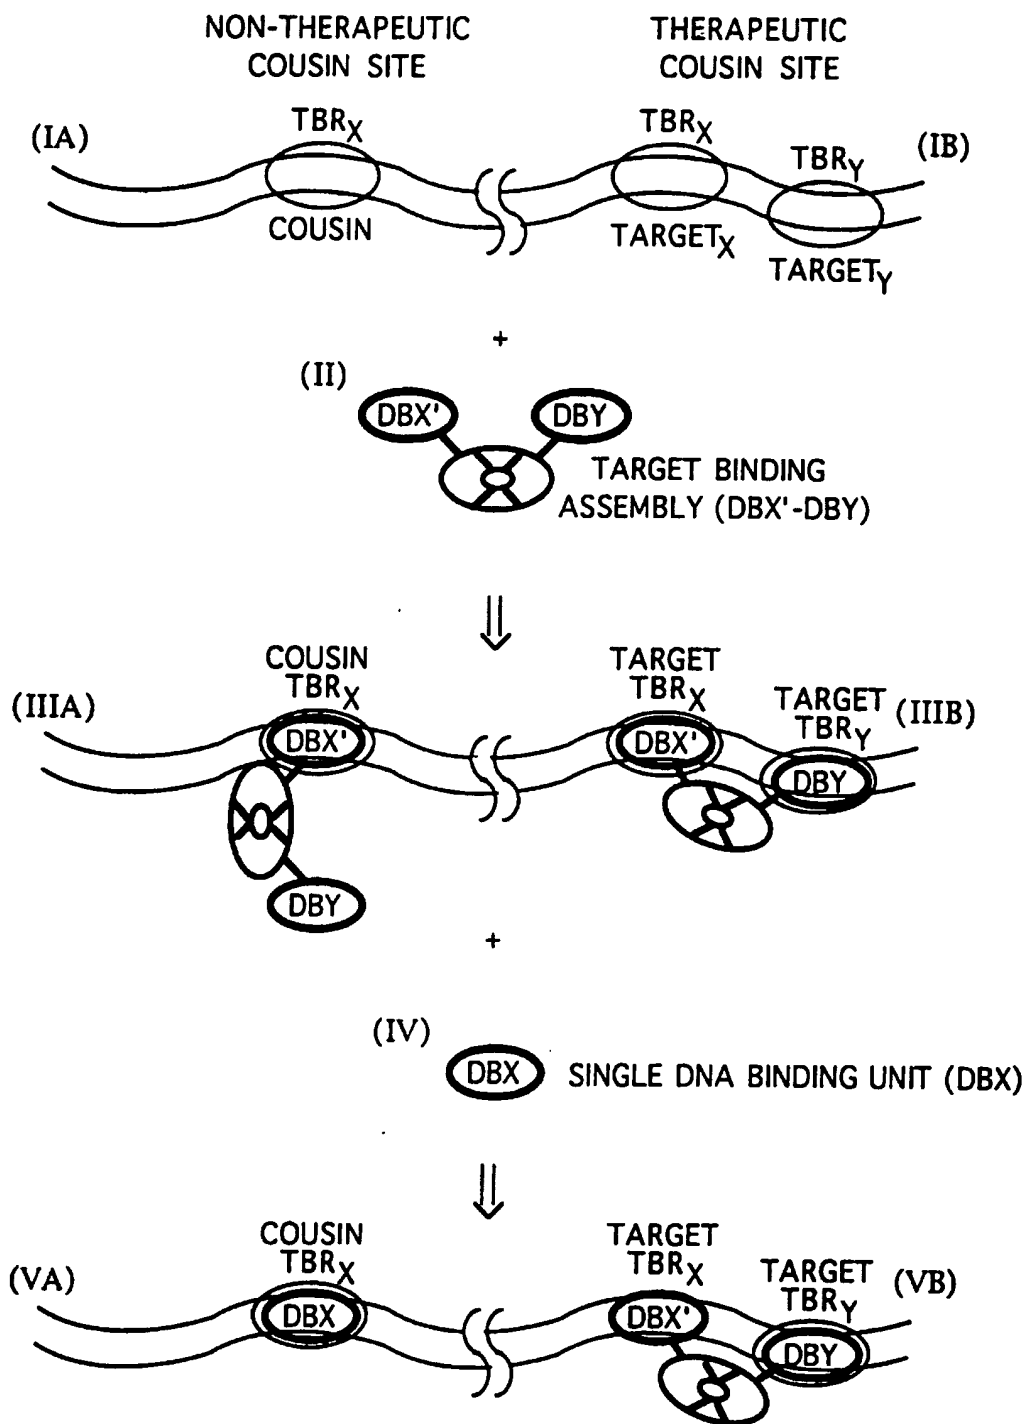 NON-THERAPEUTIC
COUSIN SITE
THERAPEUTIC
COUSIN SITE
(IA)
TBRX
TBRX
TBRY
(IB)
COUSIN
TARGETX
TARGETY
+
(II)
DBX'
DBY
TARGET BINDING
ASSEMBLY (DBX'-DBY)
COUSIN
TBRX
TARGET
TBRX
TARGET
TBRY
(IIIA)
(IIIB)
DBX'
DBX'
DBY
DBY
+
(IV)
DBX
SINGLE DNA BINDING UNIT (DBX)
COUSIN
TBRX
TARGET
TBRX
TARGET
TBRY
(VA)
(VB)
DBX
DBX'
DBY